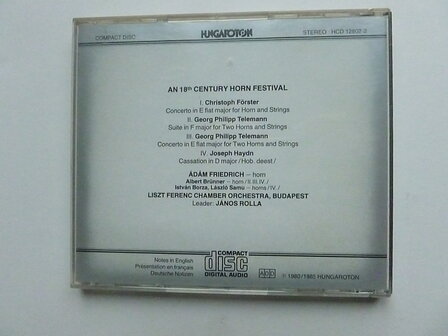 COMPACT DISC HUNGAROTON STEREO HCD 12802-2
AN 18th CENTURY HORN FESTIVAL
I. Christoph Förster
Concerto in E flat major for Horn and Strings
II. Georg Philipp Telemann
Suite in F major for Two Horns and Strings
III. Georg Philipp Telemann
Concerto in E flat major for Two Horns and Strings
IV. Joseph Haydn
Cassation in D major /Hob. deest/
ÁDÁM FRIEDRICH – horn
Albert Brünner – horn /II.III.IV./
István Borza, László Samu – horns /IV./
LISZT FERENC CHAMBER ORCHESTRA, BUDAPEST
Leader: JÁNOS ROLLA
Notes in English
Présentation en français
Deutsche Notizen
COMPACT
disc
DIGITAL AUDIO
ADD
℗ 1980/1985 HUNGAROTON